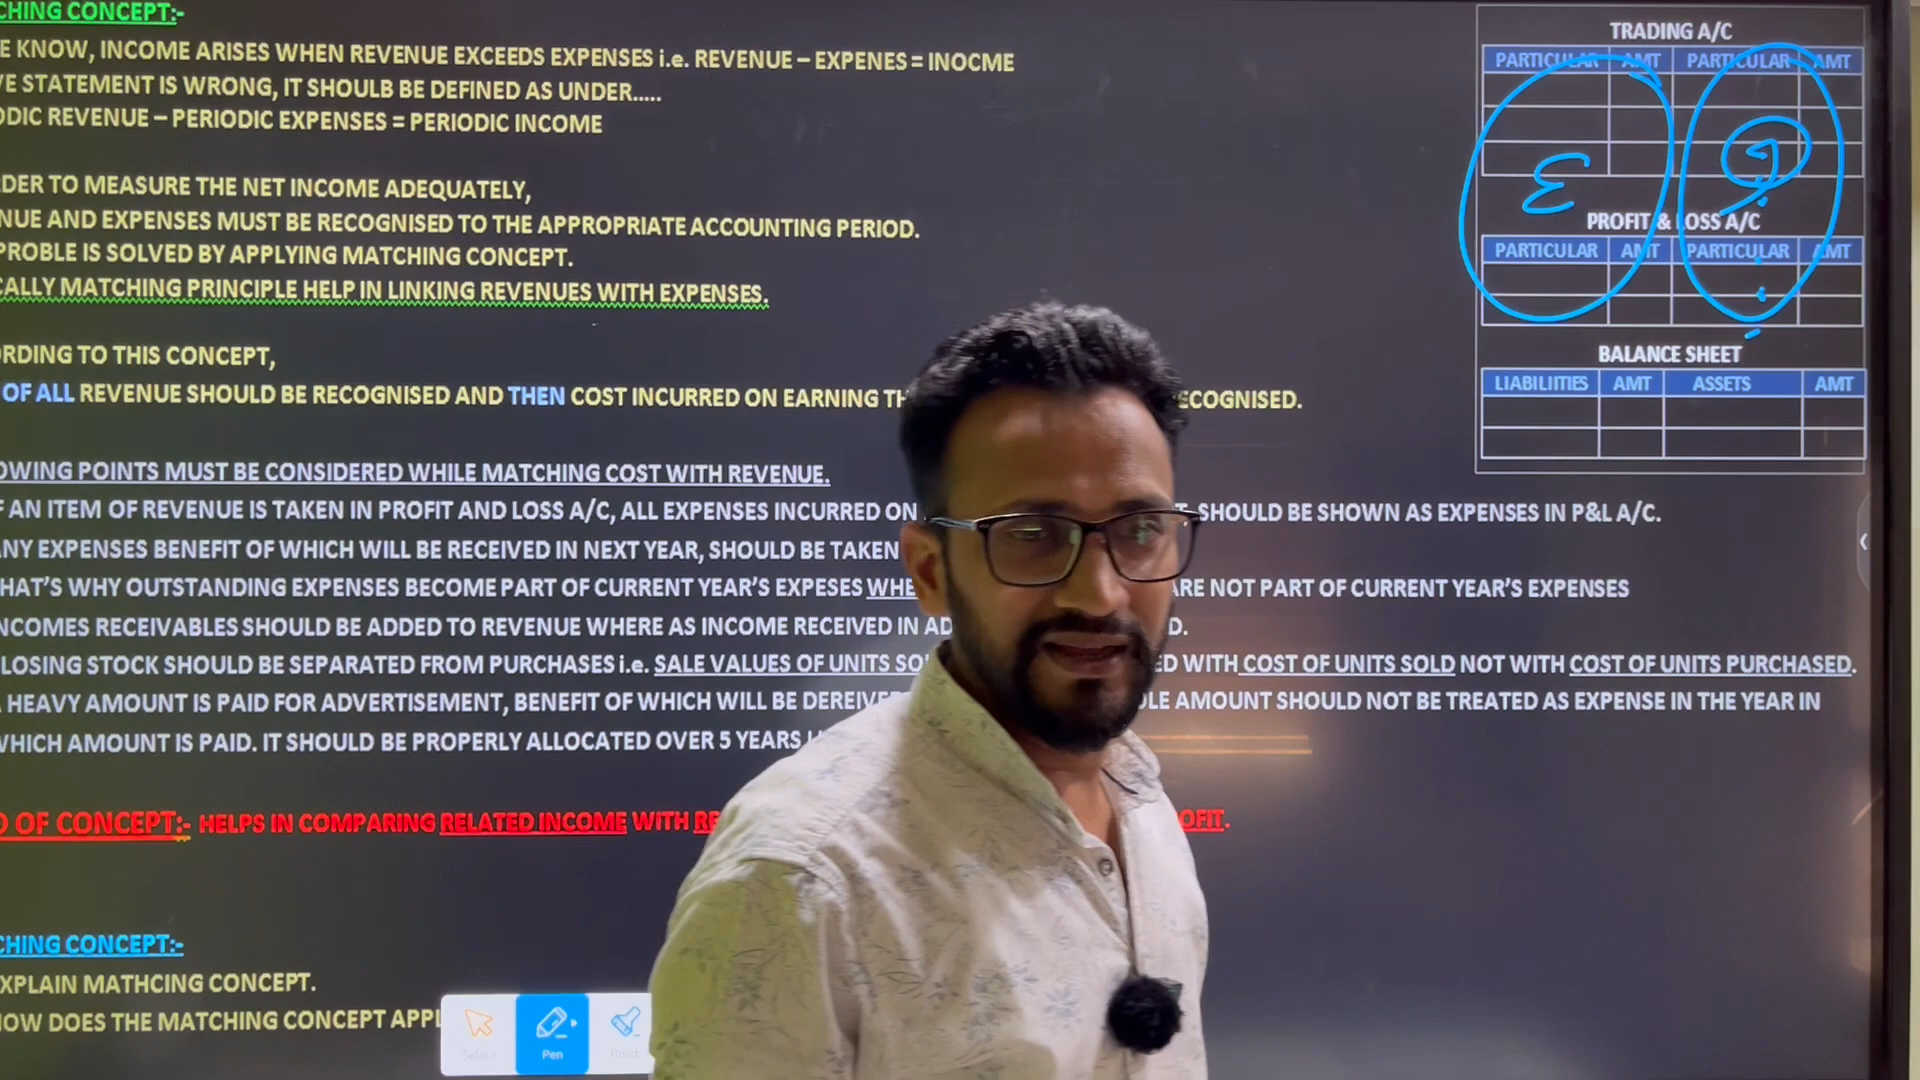 CHING CONCEPT:-
E KNOW, INCOME ARISES WHEN REVENUE EXCEEDS EXPENSES i.e. REVENUE – EXPENES = INOCME
VE STATEMENT IS WRONG, IT SHOULB BE DEFINED AS UNDER.....
ODIC REVENUE – PERIODIC EXPENSES = PERIODIC INCOME
DER TO MEASURE THE NET INCOME ADEQUATELY,
NUE AND EXPENSES MUST BE RECOGNISED TO THE APPROPRIATE ACCOUNTING PERIOD.
PROBLE IS SOLVED BY APPLYING MATCHING CONCEPT.
CALLY MATCHING PRINCIPLE HELP IN LINKING REVENUES WITH EXPENSES.
RDING TO THIS CONCEPT,
OF ALL REVENUE SHOULD BE RECOGNISED AND THEN COST INCURRED ON EARNING TH ECOGNISED.
OWING POINTS MUST BE CONSIDERED WHILE MATCHING COST WITH REVENUE.
F AN ITEM OF REVENUE IS TAKEN IN PROFIT AND LOSS A/C, ALL EXPENSES INCURRED ON T, SHOULD BE SHOWN AS EXPENSES IN P&L A/C.
ANY EXPENSES BENEFIT OF WHICH WILL BE RECEIVED IN NEXT YEAR, SHOULD BE TAKEN
HAT'S WHY OUTSTANDING EXPENSES BECOME PART OF CURRENT YEAR'S EXPESES WHE ARE NOT PART OF CURRENT YEAR'S EXPENSES
NCOMES RECEIVABLES SHOULD BE ADDED TO REVENUE WHERE AS INCOME RECEIVED IN AD D.
LOSING STOCK SHOULD BE SEPARATED FROM PURCHASES i.e. SALE VALUES OF UNITS SO ED WITH COST OF UNITS SOLD NOT WITH COST OF UNITS PURCHASED.
A HEAVY AMOUNT IS PAID FOR ADVERTISEMENT, BENEFIT OF WHICH WILL BE DEREIVE OLE AMOUNT SHOULD NOT BE TREATED AS EXPENSE IN THE YEAR IN
WHICH AMOUNT IS PAID. IT SHOULD BE PROPERLY ALLOCATED OVER 5 YEARS
D OF CONCEPT:- HELPS IN COMPARING RELATED INCOME WITH RE OFIT.
CHING CONCEPT:-
XPLAIN MATHCING CONCEPT.
HOW DOES THE MATCHING CONCEPT APPL
Select Pen
TRADING A/C
PARTICULAR AMT PARTICULAR AMT
PROFIT & LOSS A/C
PARTICULAR AMT PARTICULAR AMT
BALANCE SHEET
LIABILIITIES AMT ASSETS AMT